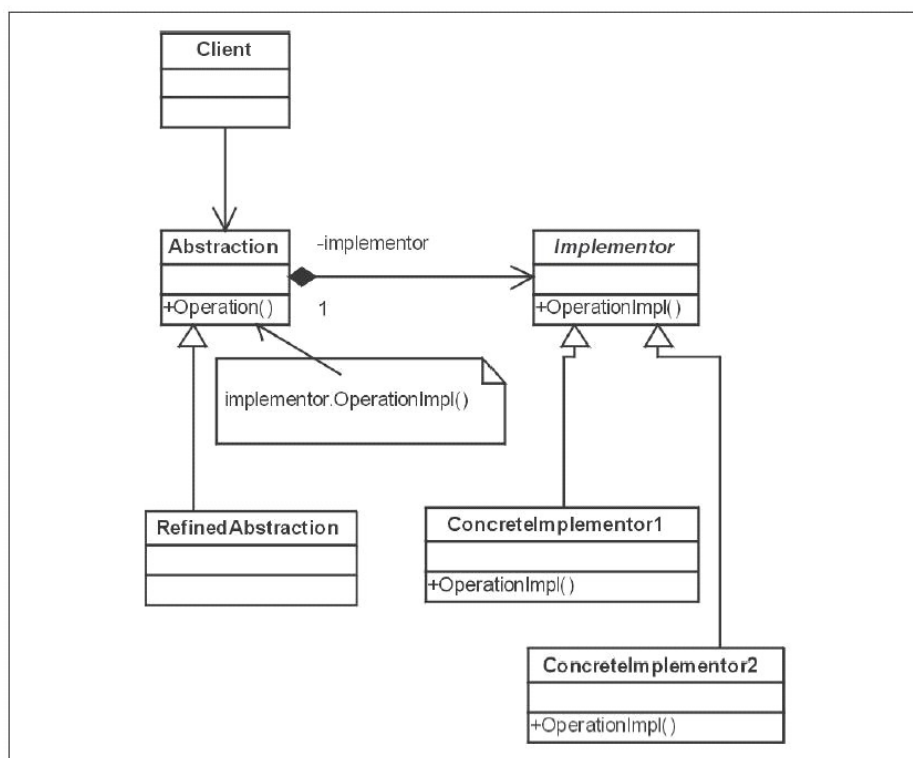 Client
Abstraction
+Operation()
-implementor
1
Implementor
+OperationImpl()
implementor.OperationImpl()
RefinedAbstraction
ConcreteImplementor1
+OperationImpl()
ConcreteImplementor2
+OperationImpl()